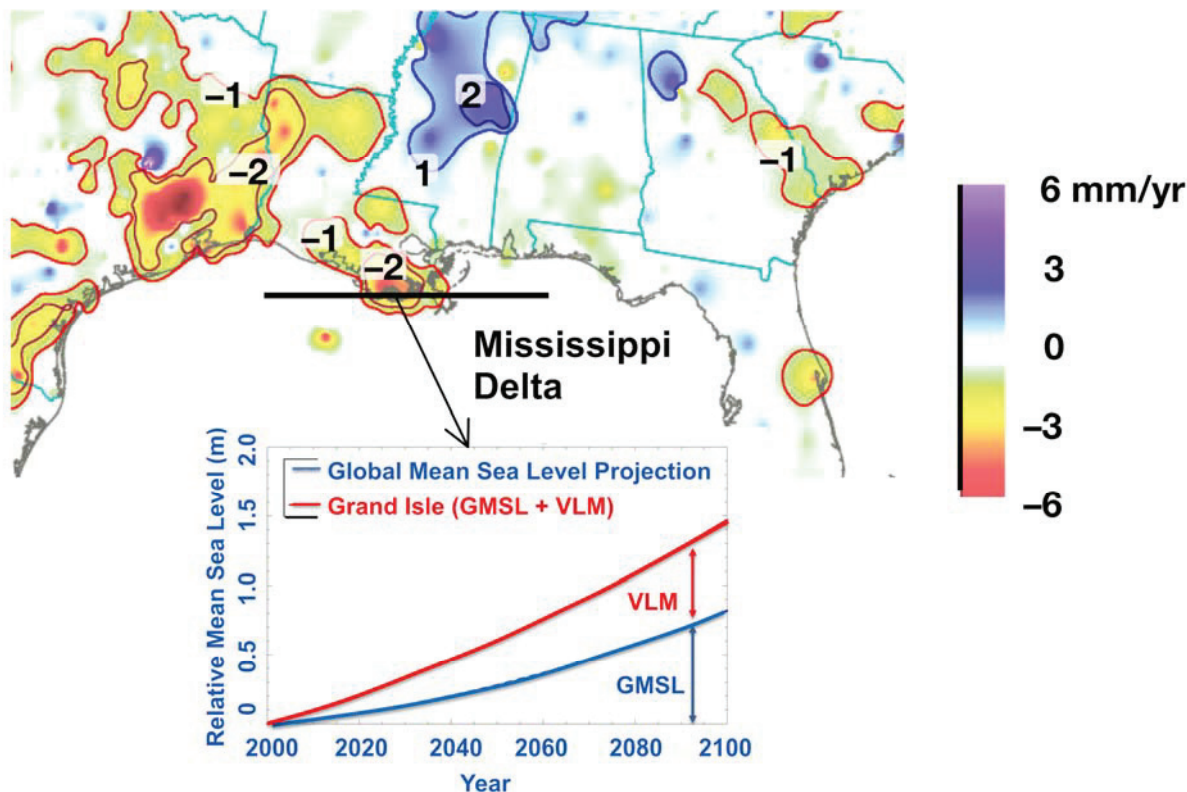 −1
2
−2
1
−1
−1
−2
6 mm/yr
3
0
−3
−6
Mississippi
Delta
2.0
1.5
1.0
0.5
0
Relative Mean Sea Level (m)
Global Mean Sea Level Projection
Grand Isle (GMSL + VLM)
VLM
GMSL
2000 2020 2040 2060 2080 2100
Year